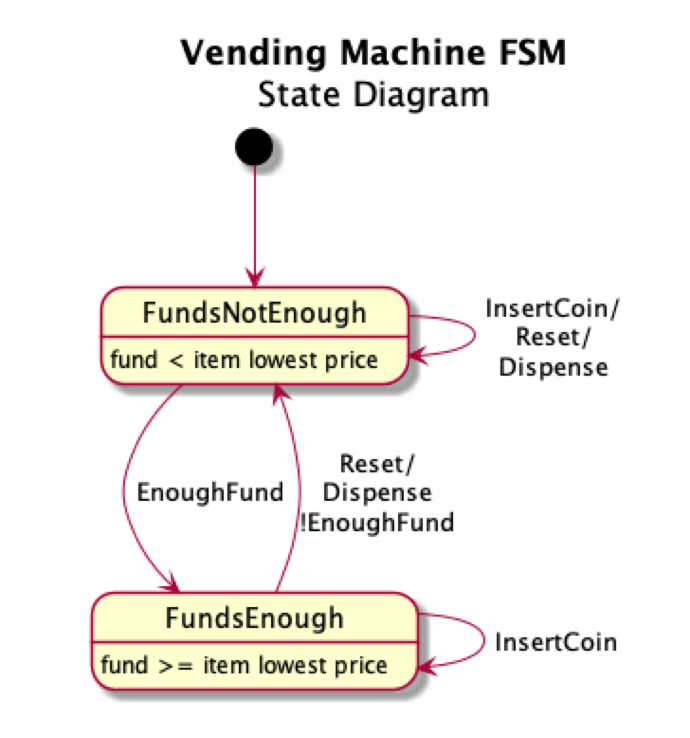 Vending Machine FSM
State Diagram
FundsNotEnough
fund < item lowest price
InsertCoin/
Reset/
Dispense
EnoughFund
Reset/
Dispense
!EnoughFund
FundsEnough
fund >= item lowest price
InsertCoin